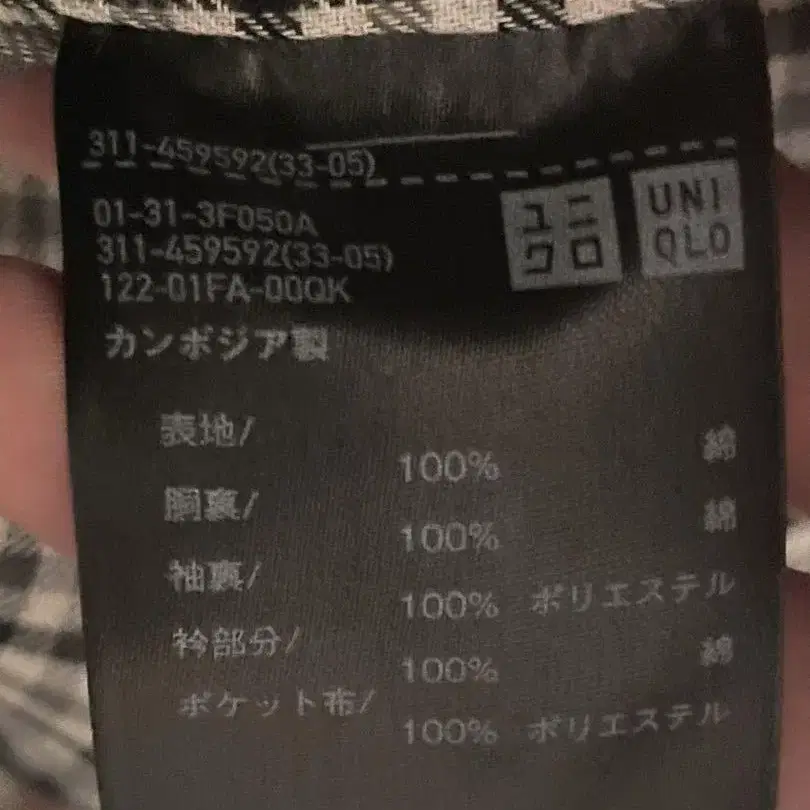 311-459592(33-05)
ユニクロ
UNIQLO
01-31-3F050A
311-459592(33-05)
122-01FA-00QK
カンボジア製
表地/
100% 綿
胴裏/
100% 綿
袖裏/
100% ポリエステル
衿部分/
100% 綿
ポケット布/
100% ポリエステル